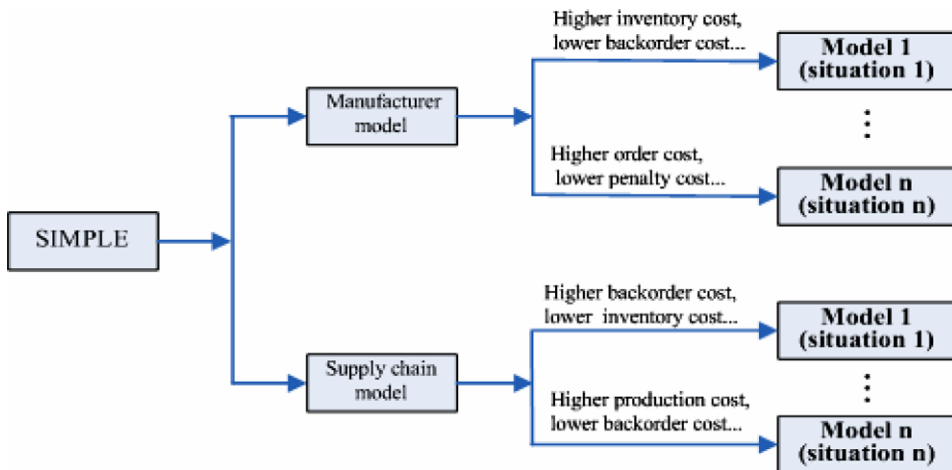 Higher inventory cost,
lower backorder cost...
Model 1
(situation 1)
Manufacturer
model
Higher order cost,
lower penalty cost...
Model n
(situation n)
SIMPLE
Higher backorder cost,
lower inventory cost...
Model 1
(situation 1)
Supply chain
model
Higher production cost,
lower backorder cost...
Model n
(situation n)